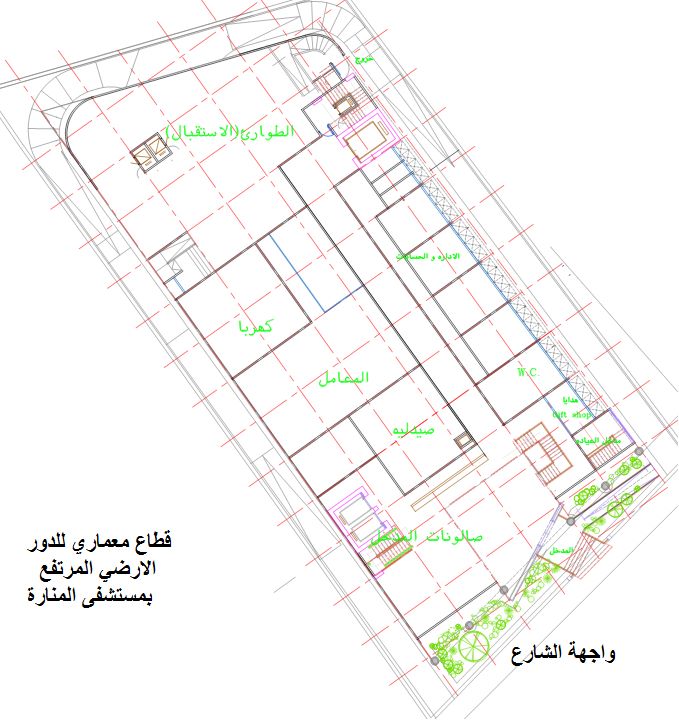 خروج
الطوارئ(الاستقبال)
الاداره و الحسابات
كهربا
المعامل
W.C
هدايا
Gift shop
صيدليه
مدخل العياده
صالونات المدخل
المدخل
قطاع معماري للدور
الارضي المرتفع
بمستشفى المنارة
واجهة الشارع